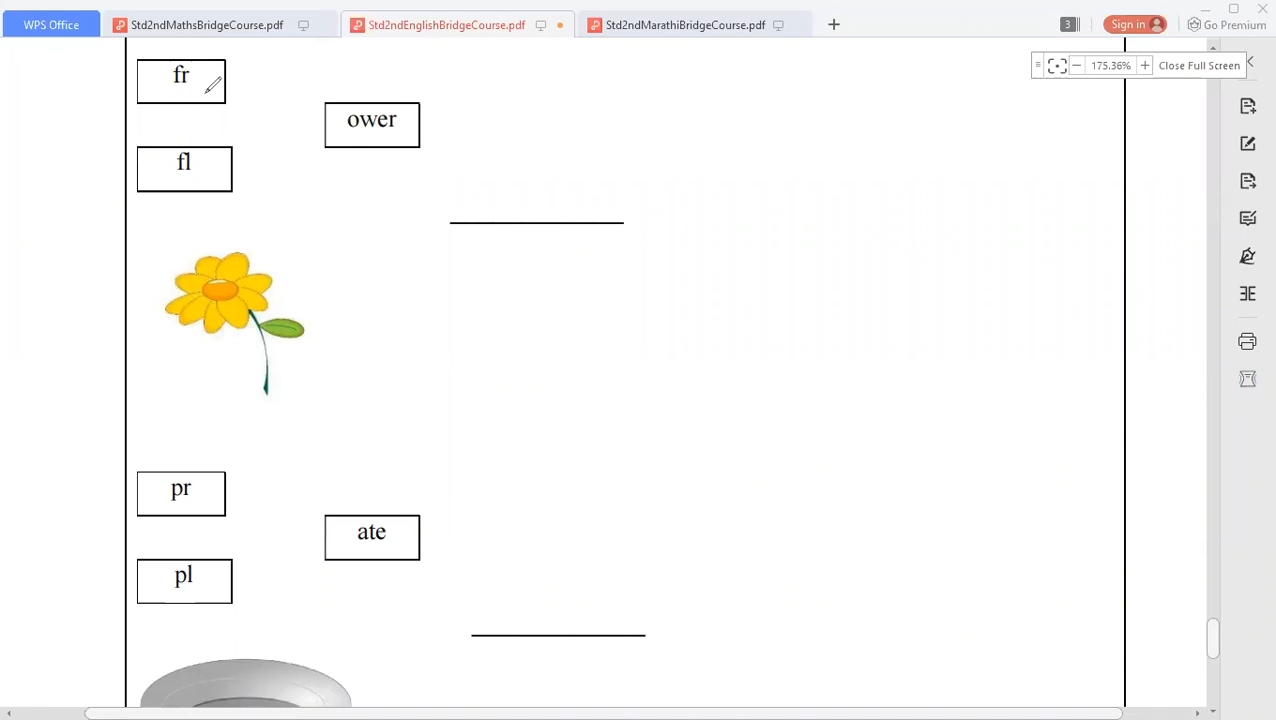 WPS Office
Std2ndMathsBridgeCourse.pdf
Std2ndEnglishBridgeCourse.pdf
Std2ndMarathiBridgeCourse.pdf
3
Sign in
Go Premium
175.36%
Close Full Screen
fr
ower
fl
pr
ate
pl